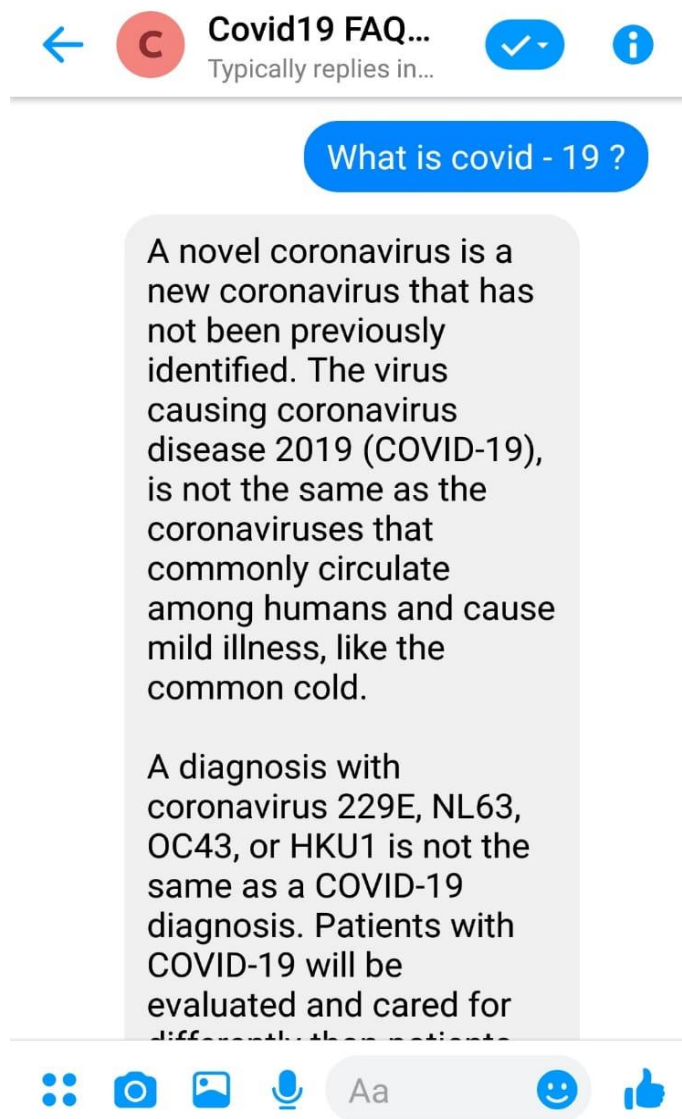 C
Covid19 FAQ...
Typically replies in...
What is covid - 19 ?
A novel coronavirus is a
new coronavirus that has
not been previously
identified. The virus
causing coronavirus
disease 2019 (COVID-19),
is not the same as the
coronaviruses that
commonly circulate
among humans and cause
mild illness, like the
common cold.
A diagnosis with
coronavirus 229E, NL63,
OC43, or HKU1 is not the
same as a COVID-19
diagnosis. Patients with
COVID-19 will be
evaluated and cared for
differently than patients
Aa